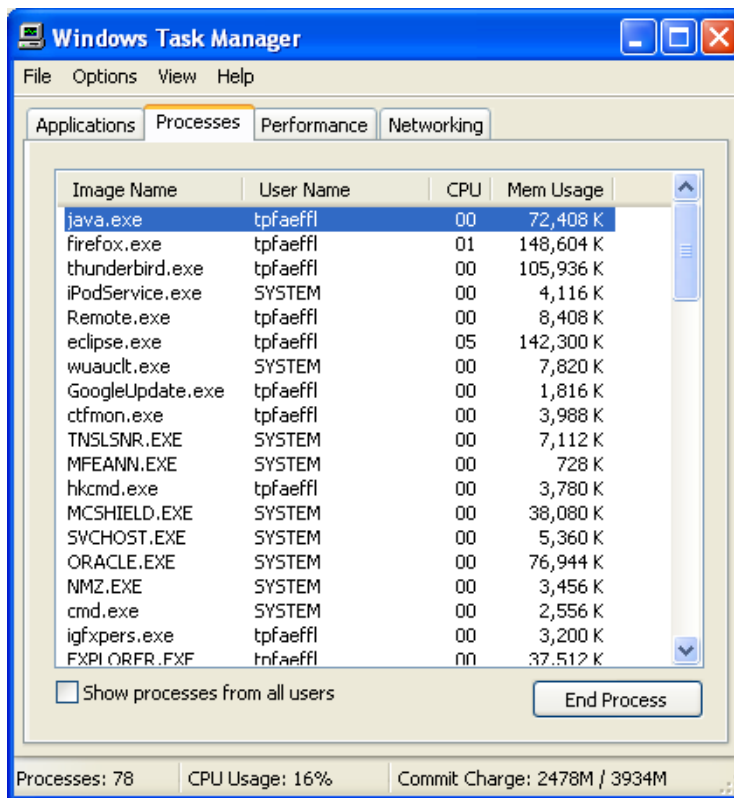 Windows Task Manager
File Options View Help
Applications Processes Performance Networking
Image Name User Name CPU Mem Usage
java.exe tpfaeffl 00 72,408 K
firefox.exe tpfaeffl 01 148,604 K
thunderbird.exe tpfaeffl 00 105,936 K
iPodService.exe SYSTEM 00 4,116 K
Remote.exe tpfaeffl 00 8,408 K
eclipse.exe tpfaeffl 05 142,300 K
wuauclt.exe SYSTEM 00 7,820 K
GoogleUpdate.exe tpfaeffl 00 1,816 K
ctfmon.exe tpfaeffl 00 3,988 K
TNSLSNR.EXE SYSTEM 00 7,112 K
MFEANN.EXE SYSTEM 00 728 K
hkcmd.exe tpfaeffl 00 3,780 K
MCSHIELD.EXE SYSTEM 00 38,080 K
SVCHOST.EXE SYSTEM 00 5,360 K
ORACLE.EXE SYSTEM 00 76,944 K
NMZ.EXE SYSTEM 00 3,456 K
cmd.exe SYSTEM 00 2,556 K
igfxpers.exe tpfaeffl 00 3,200 K
EXPLORER.EXE tpfaeffl 00 37,512 K
Show processes from all users End Process
Processes: 78 CPU Usage: 16% Commit Charge: 2478M / 3934M